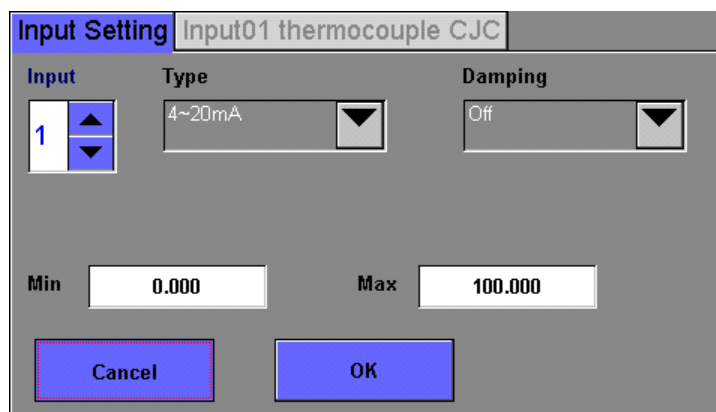 Input Setting Input01 thermocouple CJC
Input Type Damping
1 4~20mA Off
Min 0.000 Max 100.000
Cancel OK